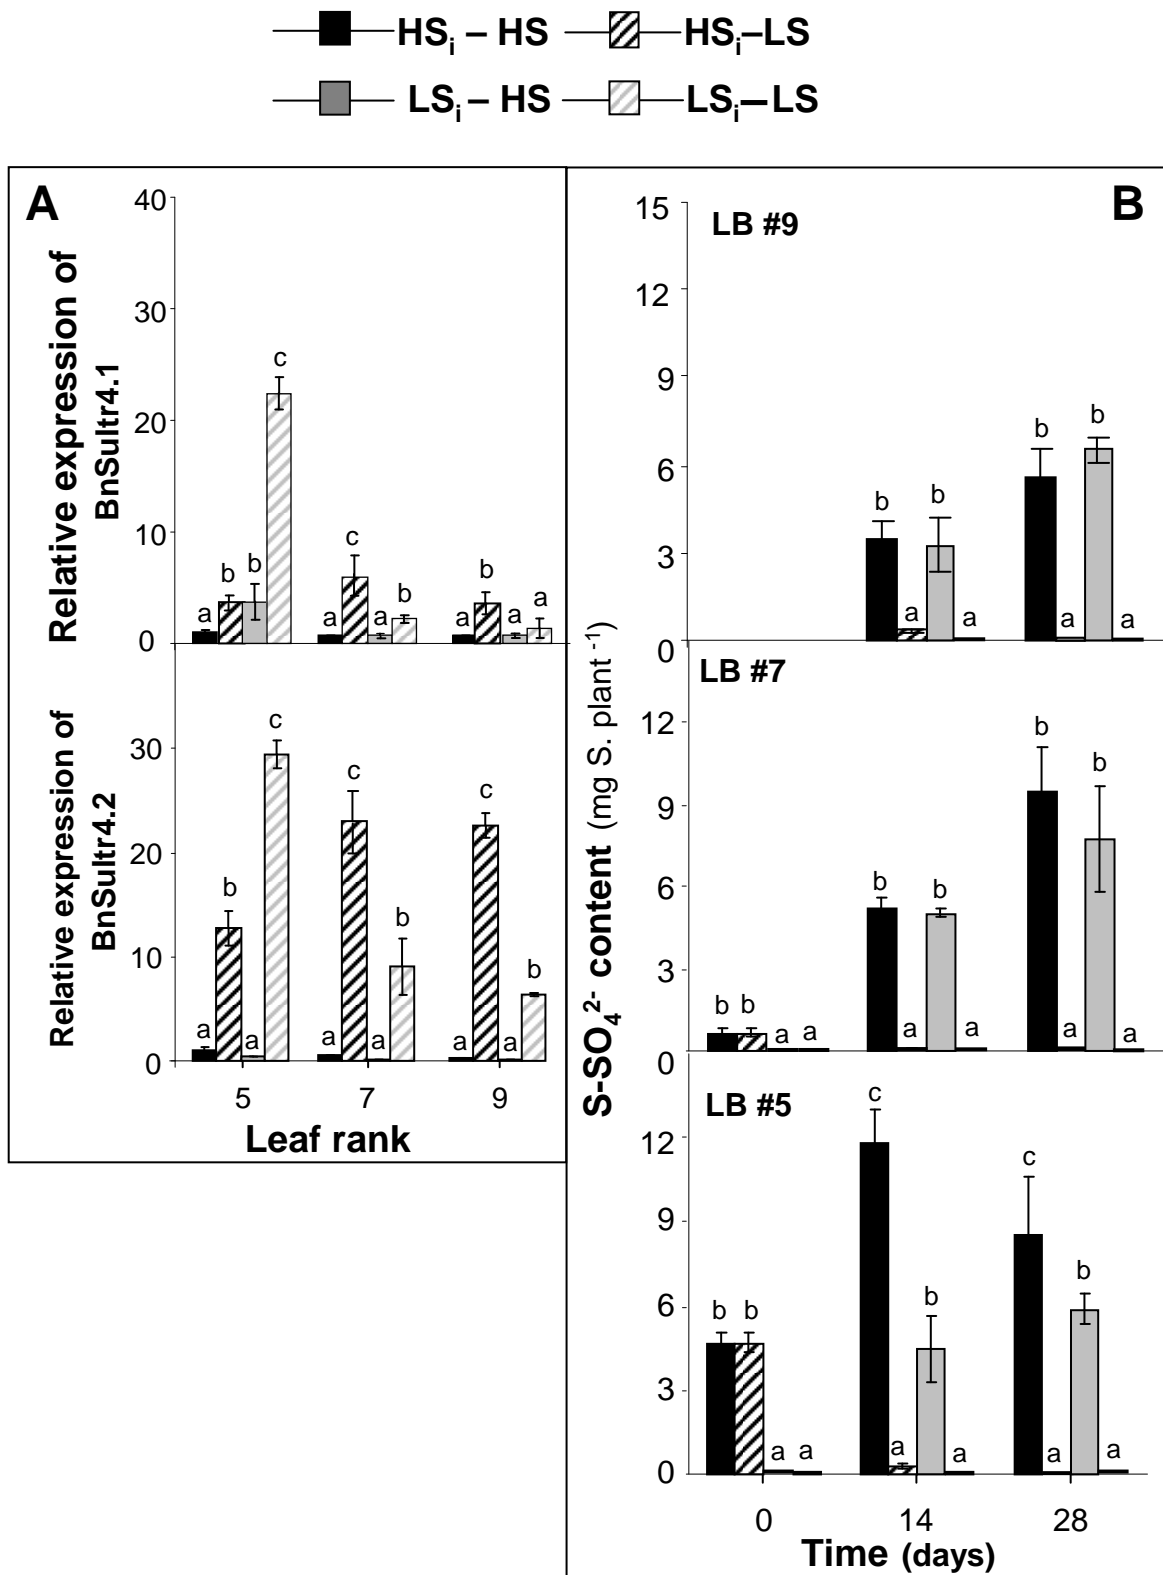 HSi – HS HSi–LS
LSi – HS LSi–LS
A
Relative expression of
BnSultr4.1
40
30
20
10
0
a b b c
a c a b
a b a a
Relative expression of
BnSultr4.2
30
20
10
0
a b a c
a c a b
a c a b
5 7 9
Leaf rank
B
S-SO4 2- content (mg S. plant -1)
LB #9
15
12
9
6
3
0
b a b a
b a b a
LB #7
12
9
6
3
0
b b a a
b a b a
b a b a
LB #5
12
9
6
3
0
b b a a
c a b a
c a b a
0 14 28
Time (days)